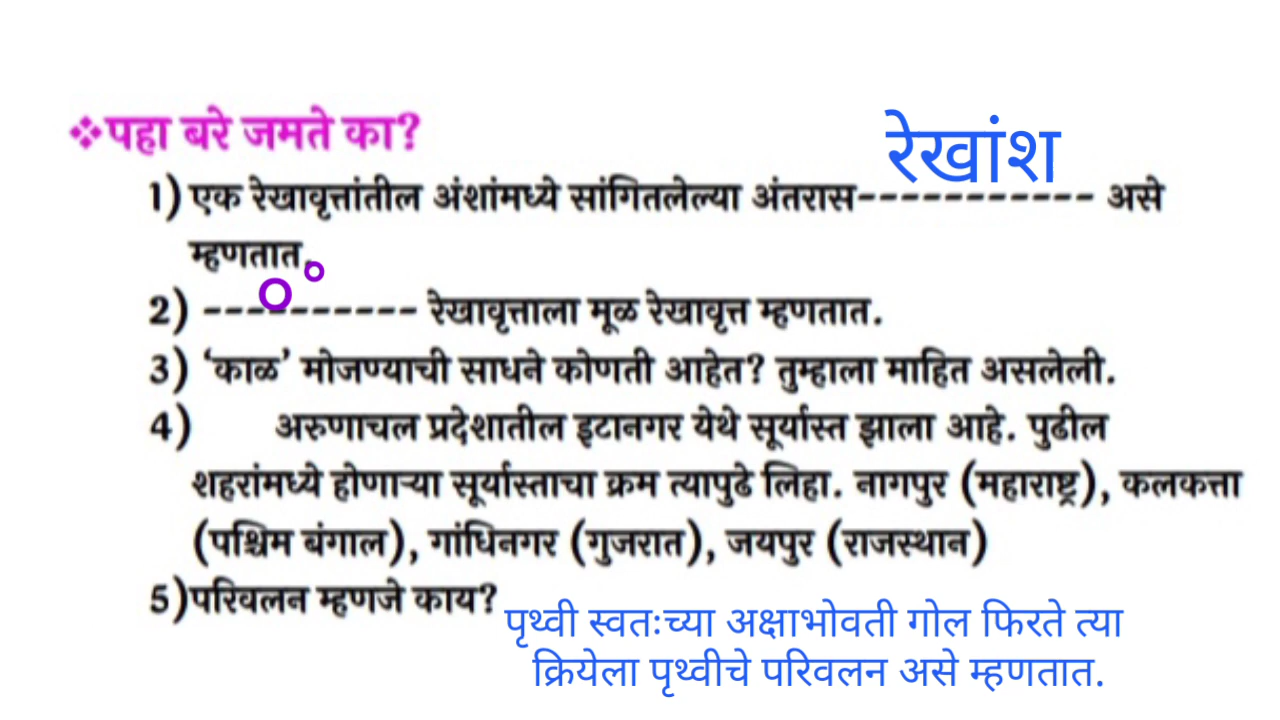 ❖पहा बरे जमते का?
रेखांश
1) एक रेखावृत्तांतील अंशांमध्ये सांगितलेल्या अंतरास----------- असे
म्हणतात.
2) ---------- रेखावृत्ताला मूळ रेखावृत्त म्हणतात.
0°
3) ‘काळ’ मोजण्याची साधने कोणती आहेत? तुम्हाला माहित असलेली.
4) अरुणाचल प्रदेशातील इटानगर येथे सूर्यास्त झाला आहे. पुढील
शहरांमध्ये होणाऱ्या सूर्यास्ताचा क्रम त्यापुढे लिहा. नागपुर (महाराष्ट्र), कलकत्ता
(पश्चिम बंगाल), गांधिनगर (गुजरात), जयपुर (राजस्थान)
5)परिवलन म्हणजे काय?
पृथ्वी स्वतःच्या अक्षाभोवती गोल फिरते त्या
क्रियेला पृथ्वीचे परिवलन असे म्हणतात.